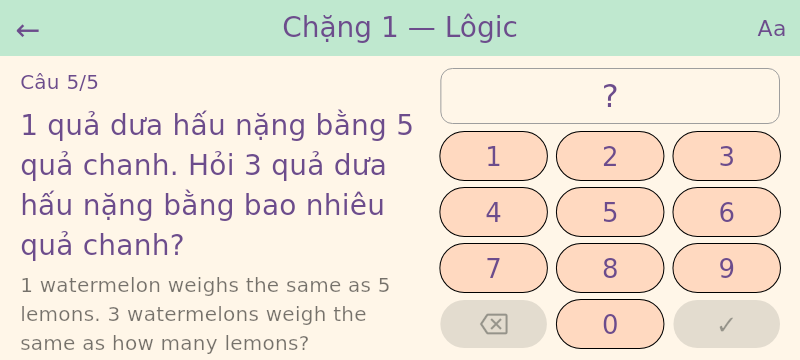 ← Chặng 1 — Lôgic Aa
Câu 5/5
1 quả dưa hấu nặng bằng 5
quả chanh. Hỏi 3 quả dưa
hấu nặng bằng bao nhiêu
quả chanh?
1 watermelon weighs the same as 5
lemons. 3 watermelons weigh the
same as how many lemons?
?
1 2 3
4 5 6
7 8 9
⌫ 0 ✓